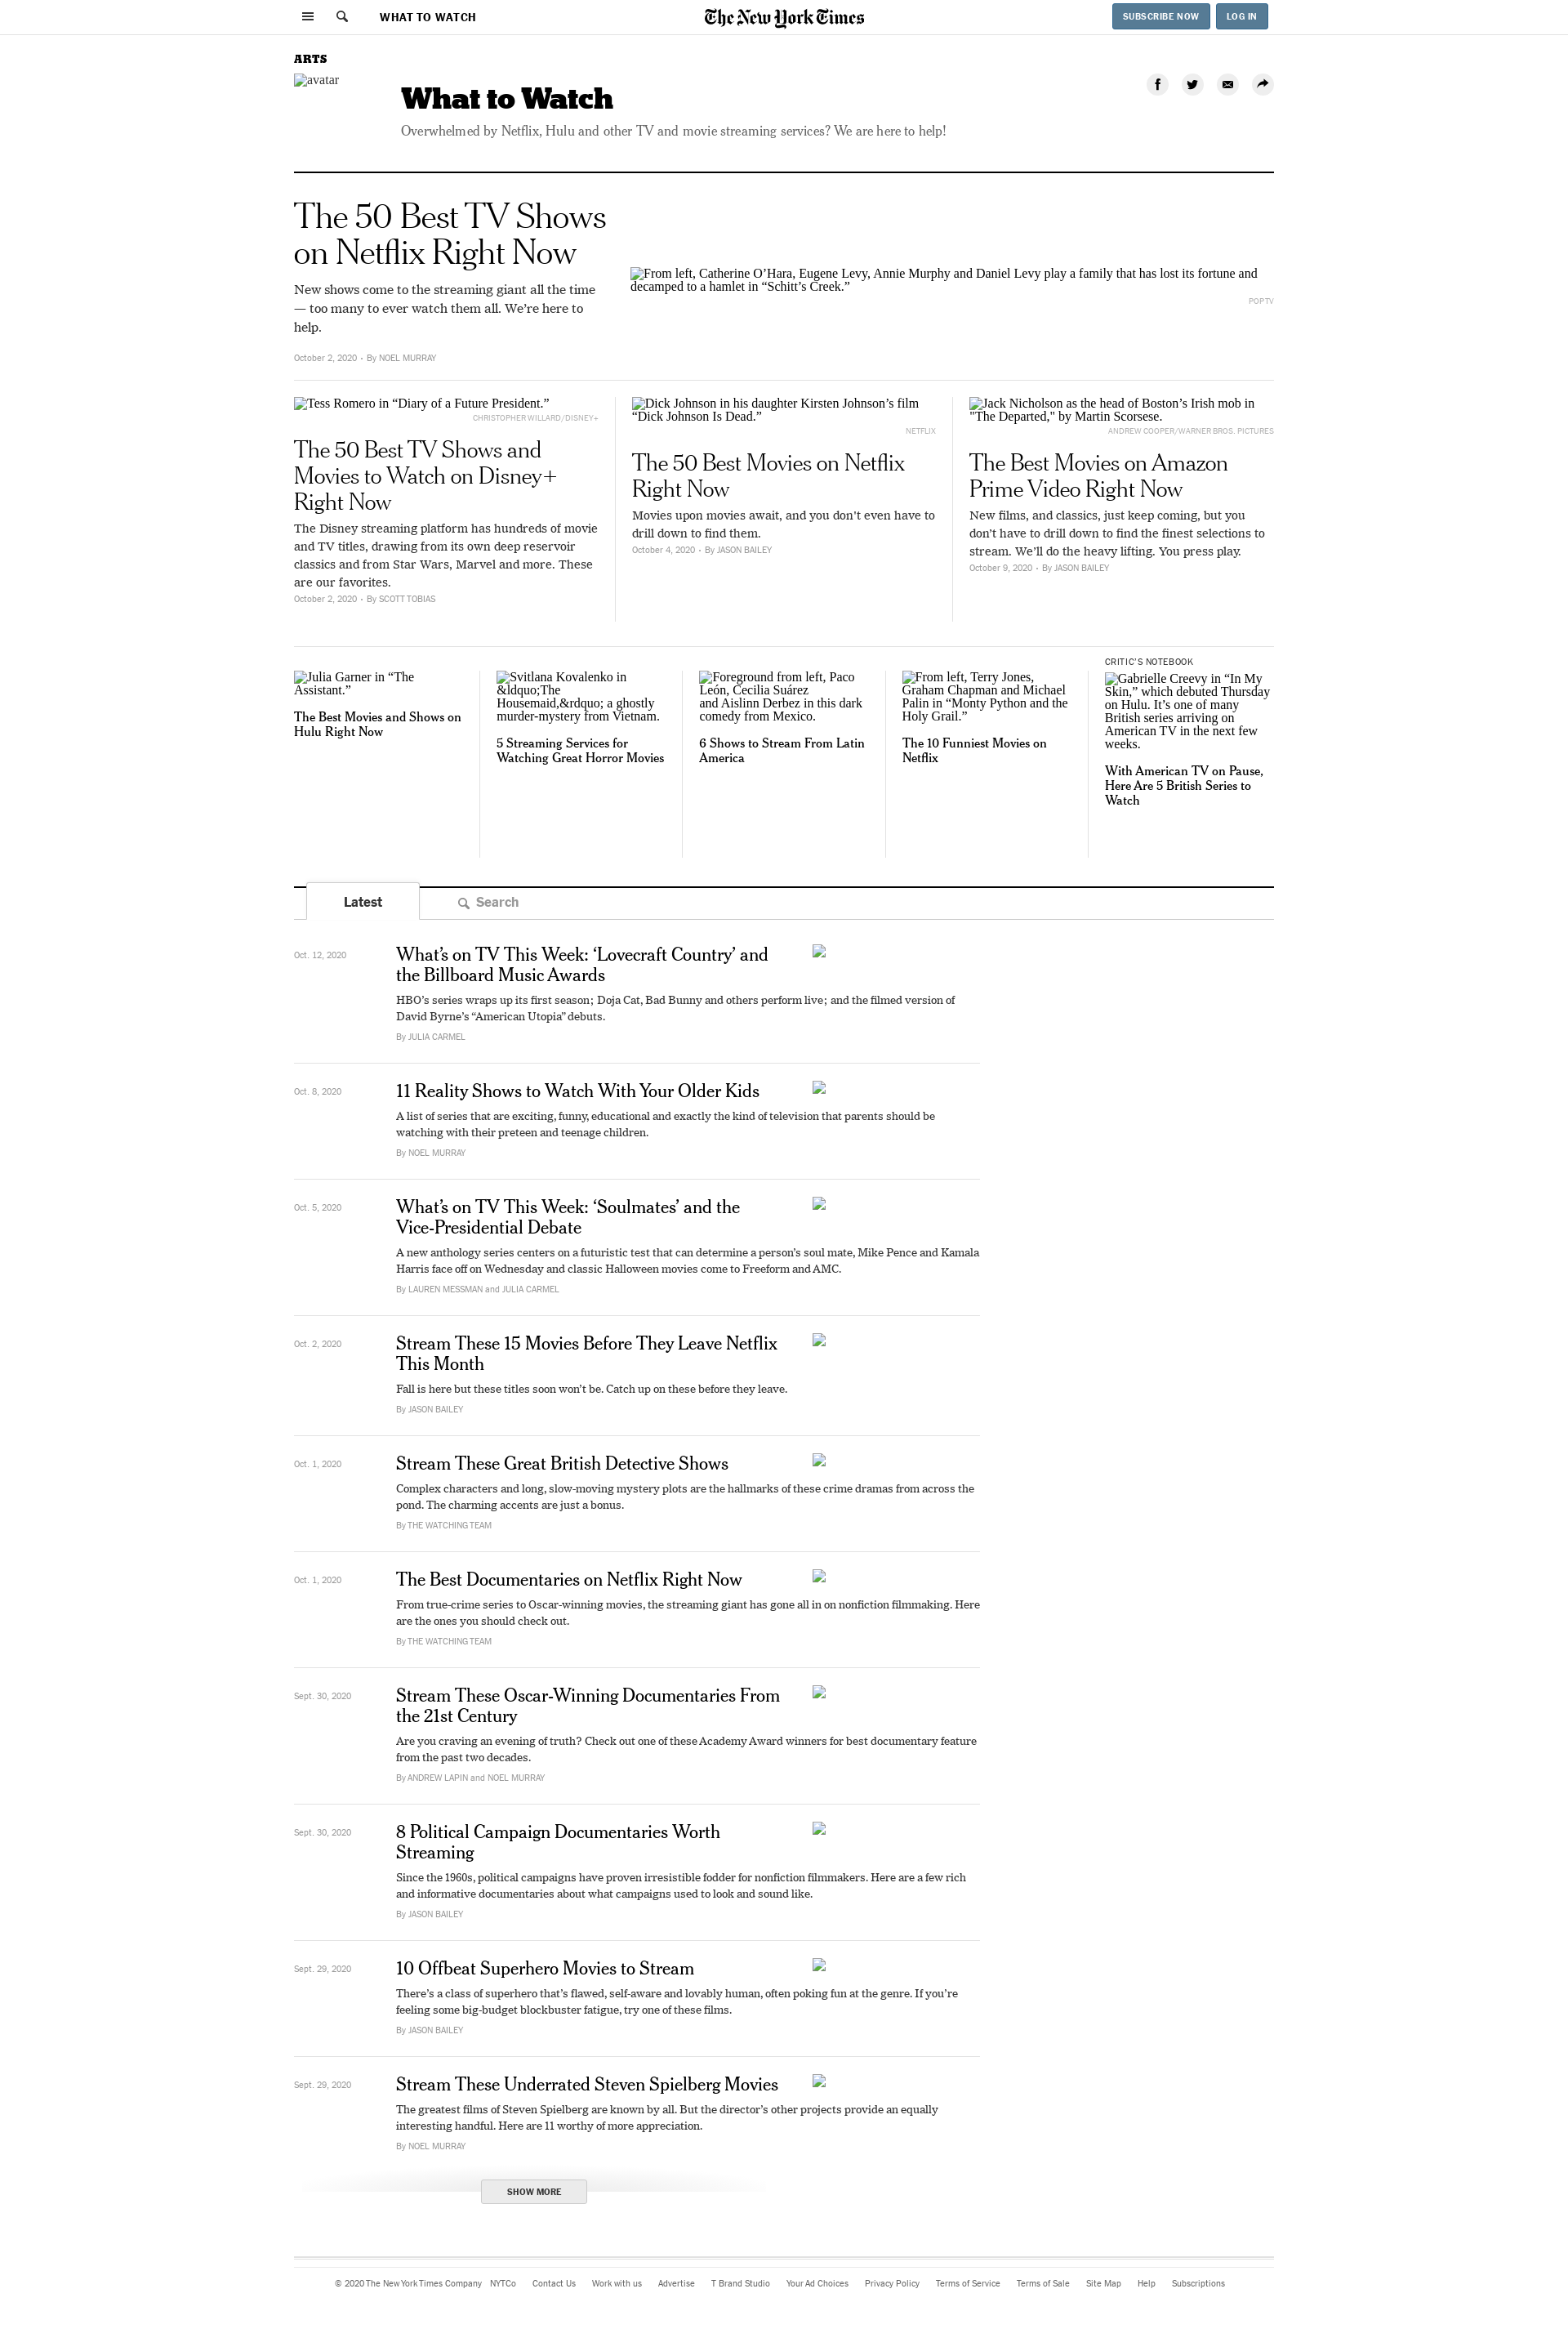 WHAT TO WATCH
The New York Times
SUBSCRIBE NOW
LOG IN
ARTS
avatar
What to Watch
Overwhelmed by Netflix, Hulu and other TV and movie streaming services? We are here to help!
The 50 Best TV Shows
on Netflix Right Now
New shows come to the streaming giant all the time
— too many to ever watch them all. We’re here to
help.
October 2, 2020 • By NOEL MURRAY
From left, Catherine O’Hara, Eugene Levy, Annie Murphy and Daniel Levy play a family that has lost its fortune and
decamped to a hamlet in “Schitt’s Creek.”
POP TV
Tess Romero in “Diary of a Future President.”
CHRISTOPHER WILLARD/DISNEY+
The 50 Best TV Shows and
Movies to Watch on Disney+
Right Now
The Disney streaming platform has hundreds of movie
and TV titles, drawing from its own deep reservoir
classics and from Star Wars, Marvel and more. These
are our favorites.
October 2, 2020 • By SCOTT TOBIAS
Dick Johnson in his daughter Kirsten Johnson’s film
“Dick Johnson Is Dead.”
NETFLIX
The 50 Best Movies on Netflix
Right Now
Movies upon movies await, and you don’t even have to
drill down to find them.
October 4, 2020 • By JASON BAILEY
Jack Nicholson as the head of Boston’s Irish mob in
"The Departed," by Martin Scorsese.
ANDREW COOPER/WARNER BROS. PICTURES
The Best Movies on Amazon
Prime Video Right Now
New films, and classics, just keep coming, but you
don’t have to drill down to find the finest selections to
stream. We’ll do the heavy lifting. You press play.
October 9, 2020 • By JASON BAILEY
Julia Garner in “The
Assistant.”
The Best Movies and Shows on
Hulu Right Now
Svitlana Kovalenko in
&ldquo;The
Housemaid,&rdquo; a ghostly
murder-mystery from Vietnam.
5 Streaming Services for
Watching Great Horror Movies
Foreground from left, Paco
León, Cecilia Suárez
and Aislinn Derbez in this dark
comedy from Mexico.
6 Shows to Stream From Latin
America
From left, Terry Jones,
Graham Chapman and Michael
Palin in “Monty Python and the
Holy Grail.”
The 10 Funniest Movies on
Netflix
CRITIC’S NOTEBOOK
Gabrielle Creevy in “In My
Skin,” which debuted Thursday
on Hulu. It’s one of many
British series arriving on
American TV in the next few
weeks.
With American TV on Pause,
Here Are 5 British Series to
Watch
Latest
Search
Oct. 12, 2020
What’s on TV This Week: ‘Lovecraft Country’ and
the Billboard Music Awards
HBO’s series wraps up its first season; Doja Cat, Bad Bunny and others perform live; and the filmed version of
David Byrne’s “American Utopia” debuts.
By JULIA CARMEL
Oct. 8, 2020
11 Reality Shows to Watch With Your Older Kids
A list of series that are exciting, funny, educational and exactly the kind of television that parents should be
watching with their preteen and teenage children.
By NOEL MURRAY
Oct. 5, 2020
What’s on TV This Week: ‘Soulmates’ and the
Vice-Presidential Debate
A new anthology series centers on a futuristic test that can determine a person’s soul mate, Mike Pence and Kamala
Harris face off on Wednesday and classic Halloween movies come to Freeform and AMC.
By LAUREN MESSMAN and JULIA CARMEL
Oct. 2, 2020
Stream These 15 Movies Before They Leave Netflix
This Month
Fall is here but these titles soon won’t be. Catch up on these before they leave.
By JASON BAILEY
Oct. 1, 2020
Stream These Great British Detective Shows
Complex characters and long, slow-moving mystery plots are the hallmarks of these crime dramas from across the
pond. The charming accents are just a bonus.
By THE WATCHING TEAM
Oct. 1, 2020
The Best Documentaries on Netflix Right Now
From true-crime series to Oscar-winning movies, the streaming giant has gone all in on nonfiction filmmaking. Here
are the ones you should check out.
By THE WATCHING TEAM
Sept. 30, 2020
Stream These Oscar-Winning Documentaries From
the 21st Century
Are you craving an evening of truth? Check out one of these Academy Award winners for best documentary feature
from the past two decades.
By ANDREW LAPIN and NOEL MURRAY
Sept. 30, 2020
8 Political Campaign Documentaries Worth
Streaming
Since the 1960s, political campaigns have proven irresistible fodder for nonfiction filmmakers. Here are a few rich
and informative documentaries about what campaigns used to look and sound like.
By JASON BAILEY
Sept. 29, 2020
10 Offbeat Superhero Movies to Stream
There’s a class of superhero that’s flawed, self-aware and lovably human, often poking fun at the genre. If you’re
feeling some big-budget blockbuster fatigue, try one of these films.
By JASON BAILEY
Sept. 29, 2020
Stream These Underrated Steven Spielberg Movies
The greatest films of Steven Spielberg are known by all. But the director’s other projects provide an equally
interesting handful. Here are 11 worthy of more appreciation.
By NOEL MURRAY
SHOW MORE
© 2020 The New York Times Company NYTCo Contact Us Work with us Advertise T Brand Studio Your Ad Choices Privacy Policy Terms of Service Terms of Sale Site Map Help Subscriptions